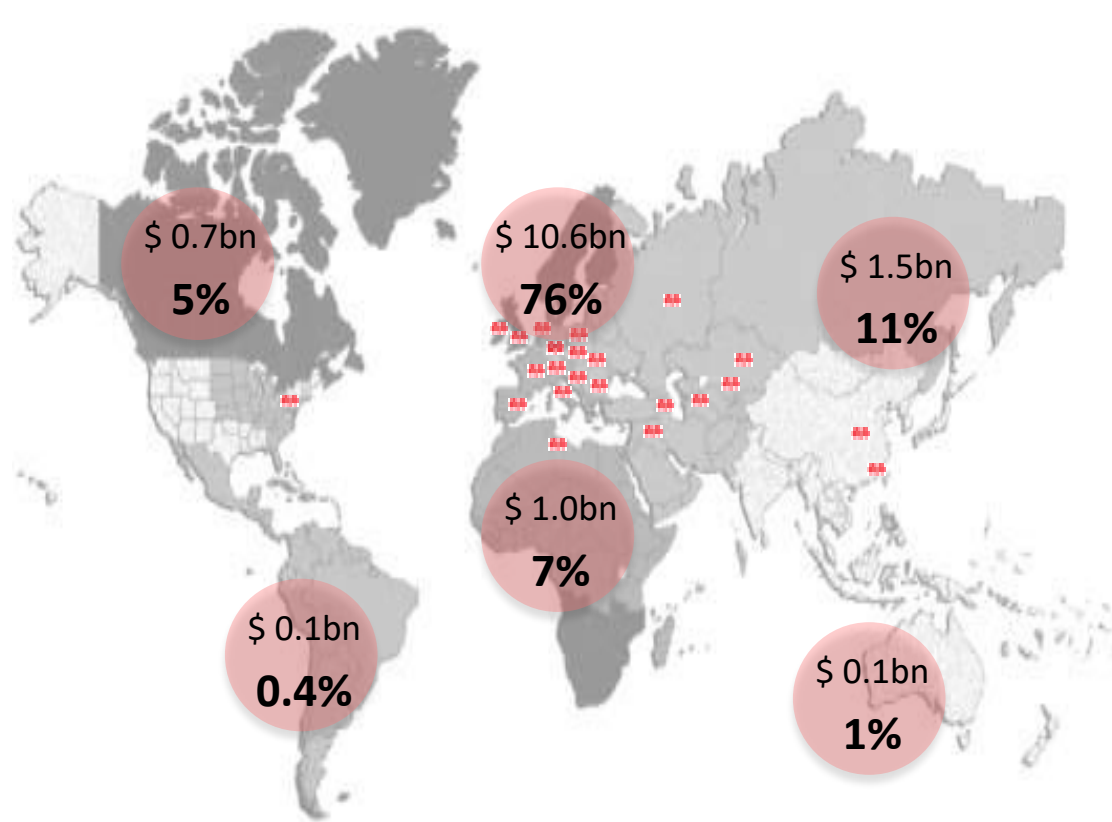 $ 0.7bn
5%
$ 10.6bn
76%
$ 1.5bn
11%
$ 1.0bn
7%
$ 0.1bn
0.4%
$ 0.1bn
1%